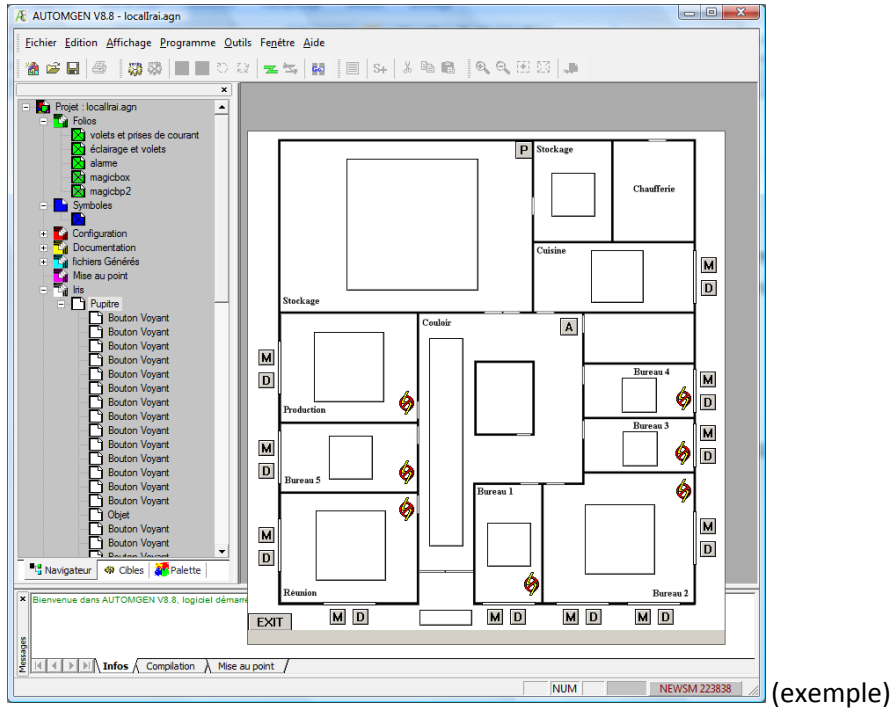 AUTOMGEN V8.8 - localIrai.agn
Fichier Edition Affichage Programme Outils Fenêtre Aide
Projet : localIrai.agn
Folios
volets et prises de courant
éclairage et volets
alarme
magicbox
magicbp2
Symboles
Configuration
Documentation
fichiers Générés
Mise au point
Iris
Pupitre
Bouton Voyant
Bouton Voyant
Bouton Voyant
Bouton Voyant
Bouton Voyant
Bouton Voyant
Bouton Voyant
Bouton Voyant
Bouton Voyant
Bouton Voyant
Bouton Voyant
Bouton Voyant
Bouton Voyant
Bouton Voyant
Objet
Bouton Voyant
Bouton Voyant
Bouton Voyant
Navigateur Cibles Palette
P Stockage
Chaufferie
Cuisine
M
D
Stockage
Couloir
A
M
D
Production
Bureau 4
M
D
Bureau 3
M
D
M
D
Bureau 5
Bureau 1
M
D
M
D
Réunion
Bureau 2
EXIT
M D
M D
M D
M D
Bienvenue dans AUTOMGEN V8.8, logiciel démarré
Messages
Infos Compilation Mise au point
NUM
NEWSM 223838
(exemple)